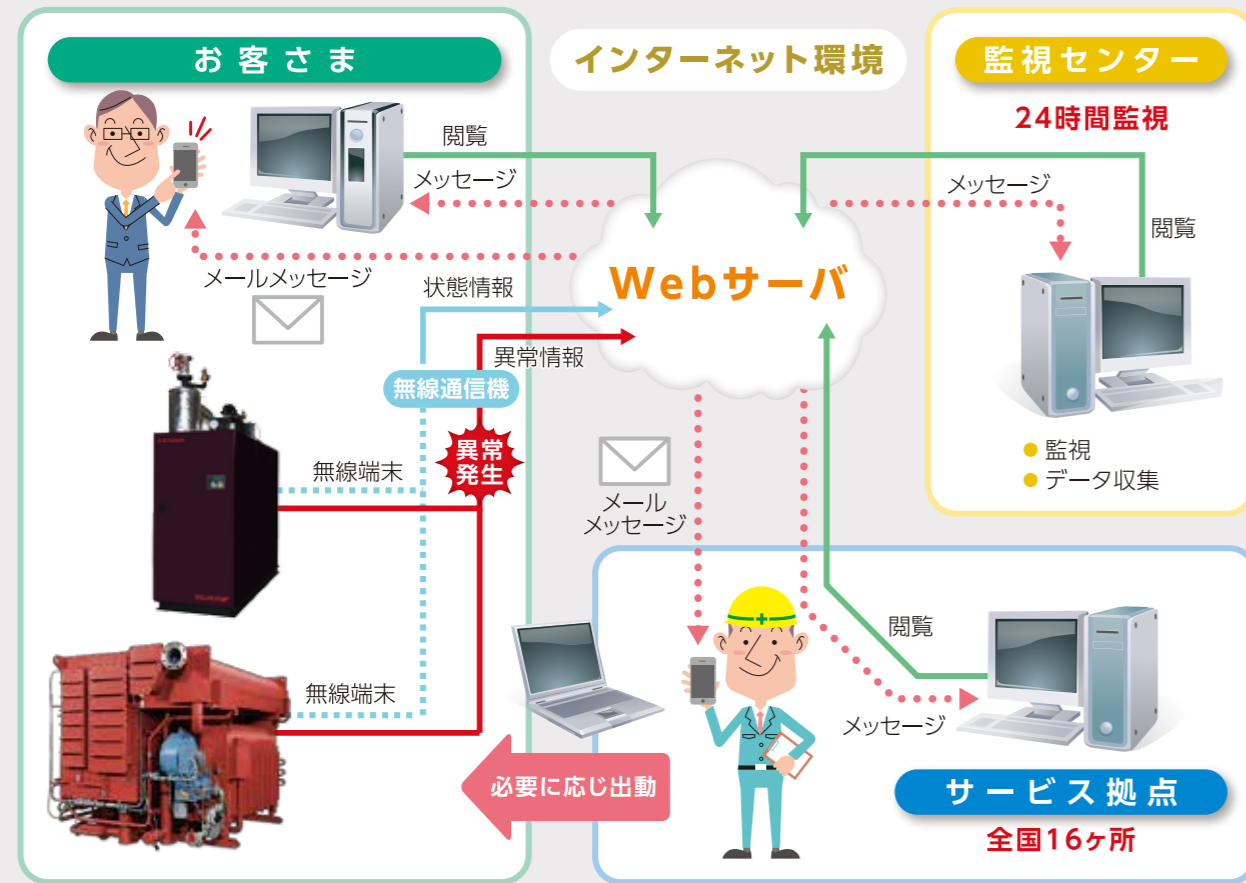 お客さま
インターネット環境
監視センター
24時間監視
閲覧
メッセージ
メールメッセージ
状態情報
異常情報
無線通信機
異常
発生
無線端末
無線端末
Webサーバ
メッセージ
閲覧
監視
データ収集
メール
メッセージ
閲覧
メッセージ
必要に応じ出動
サービス拠点
全国16ヶ所